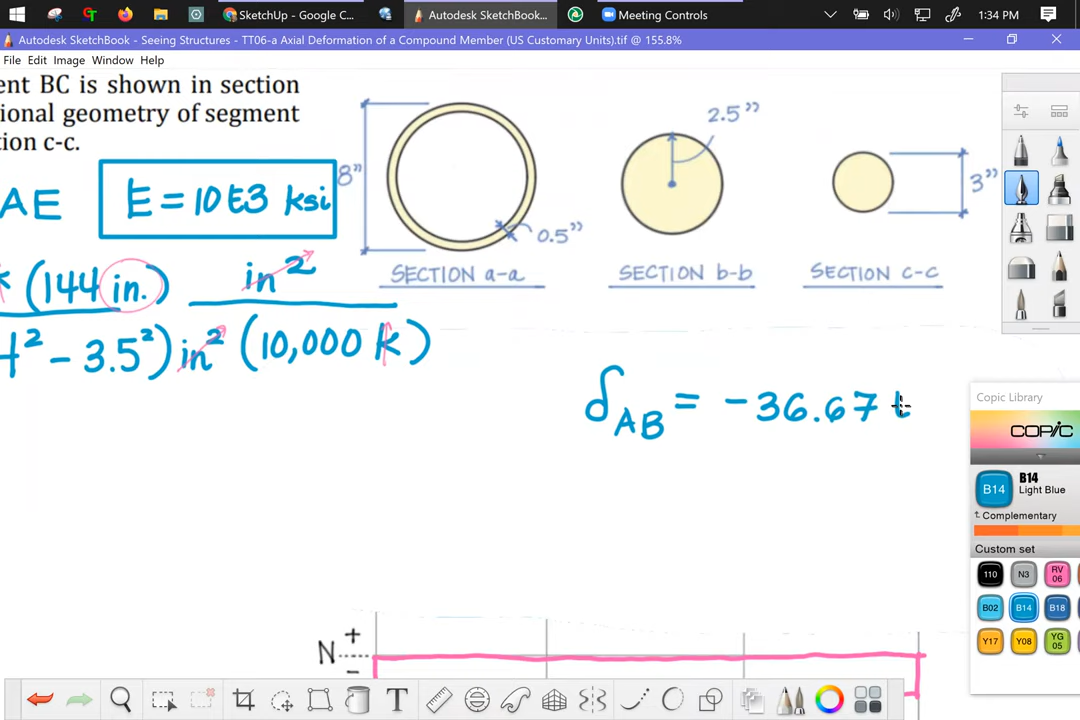 SketchUp - Google C...
Autodesk SketchBook...
Meeting Controls
1:34 PM
Autodesk SketchBook - Seeing Structures - TT06-a Axial Deformation of a Compound Member (US Customary Units).tif @ 155.8%
File Edit Image Window Help
ent BC is shown in section
ional geometry of segment
tion c-c.
AE E = 10E3 ksi
8"
0.5"
2.5"
3"
SECTION a-a
SECTION b-b
SECTION c-c
k (144 in.) in²
4² - 3.5²) in² (10,000 k)
δAB = -36.67 t
N + -
Copic Library
COPIC
B14
B14
Light Blue
Complementary
Custom set
110 N3 RV 06
B02 B14 B18
Y17 Y08 YG 05
T